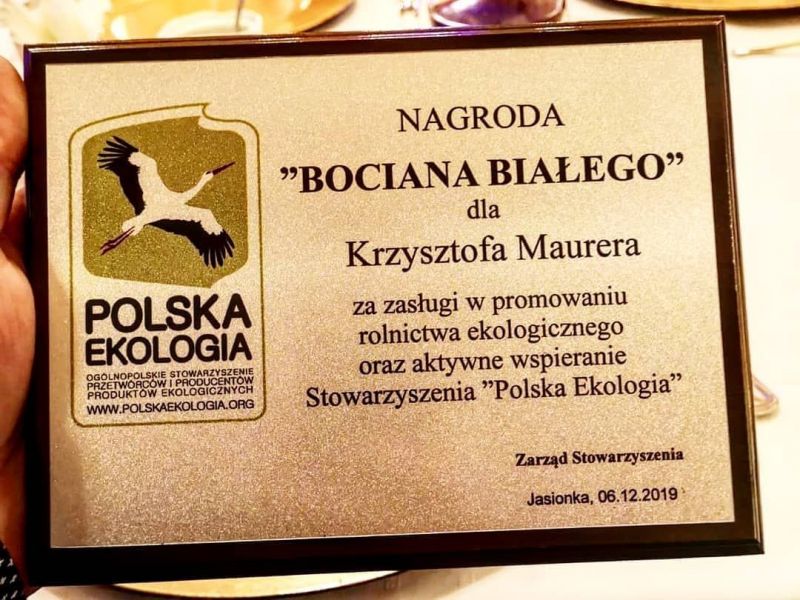 POLSKA
EKOLOGIA
OGÓLNOPOLSKIE STOWARZYSZENIE
PRZETWÓRCÓW I PRODUCENTÓW
PRODUKTÓW EKOLOGICZNYCH
WWW.POLSKAEKOLOGIA.ORG
NAGRODA
”BOCIANA BIAŁEGO”
dla
Krzysztofa Maurera
za zasługi w promowaniu
rolnictwa ekologicznego
oraz aktywne wspieranie
Stowarzyszenia ”Polska Ekologia”
Zarząd Stowarzyszenia
Jasionka, 06.12.2019